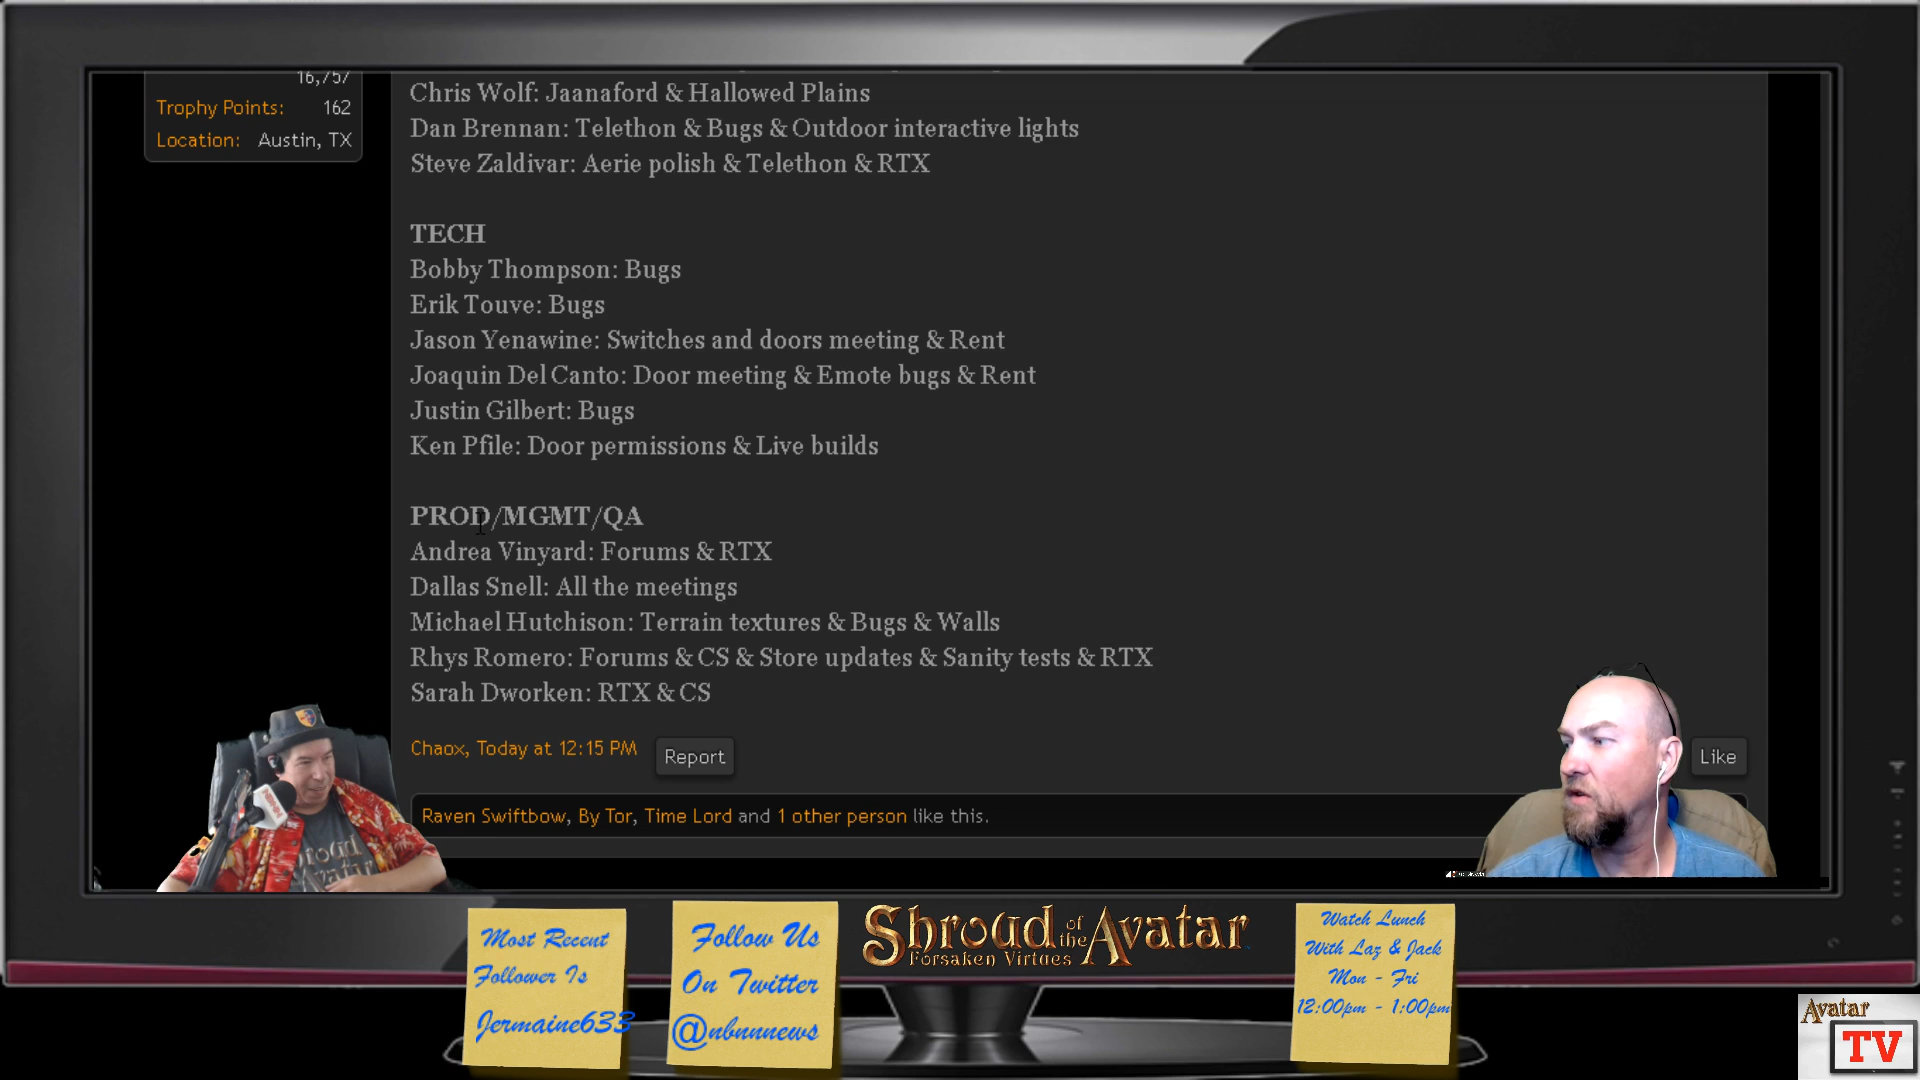 16,757
Trophy Points: 162
Location: Austin, TX
Chris Wolf: Jaanaford & Hallowed Plains
Dan Brennan: Telethon & Bugs & Outdoor interactive lights
Steve Zaldivar: Aerie polish & Telethon & RTX
TECH
Bobby Thompson: Bugs
Erik Touve: Bugs
Jason Yenawine: Switches and doors meeting & Rent
Joaquin Del Canto: Door meeting & Emote bugs & Rent
Justin Gilbert: Bugs
Ken Pfile: Door permissions & Live builds
PROD/MGMT/QA
Andrea Vinyard: Forums & RTX
Dallas Snell: All the meetings
Michael Hutchison: Terrain textures & Bugs & Walls
Rhys Romero: Forums & CS & Store updates & Sanity tests & RTX
Sarah Dworken: RTX & CS
Chaox, Today at 12:15 PM Report Like
Raven Swiftbow, By Tor, Time Lord and 1 other person like this.
Shroud
Avatar
Most Recent
Follower Is
Jermaine633
Follow Us
On Twitter
@nbnnnews
Shroud of the Avatar
Forsaken Virtues
Watch Lunch
With Laz & Jack
Mon - Fri
12:00pm - 1:00pm
Avatar
TV